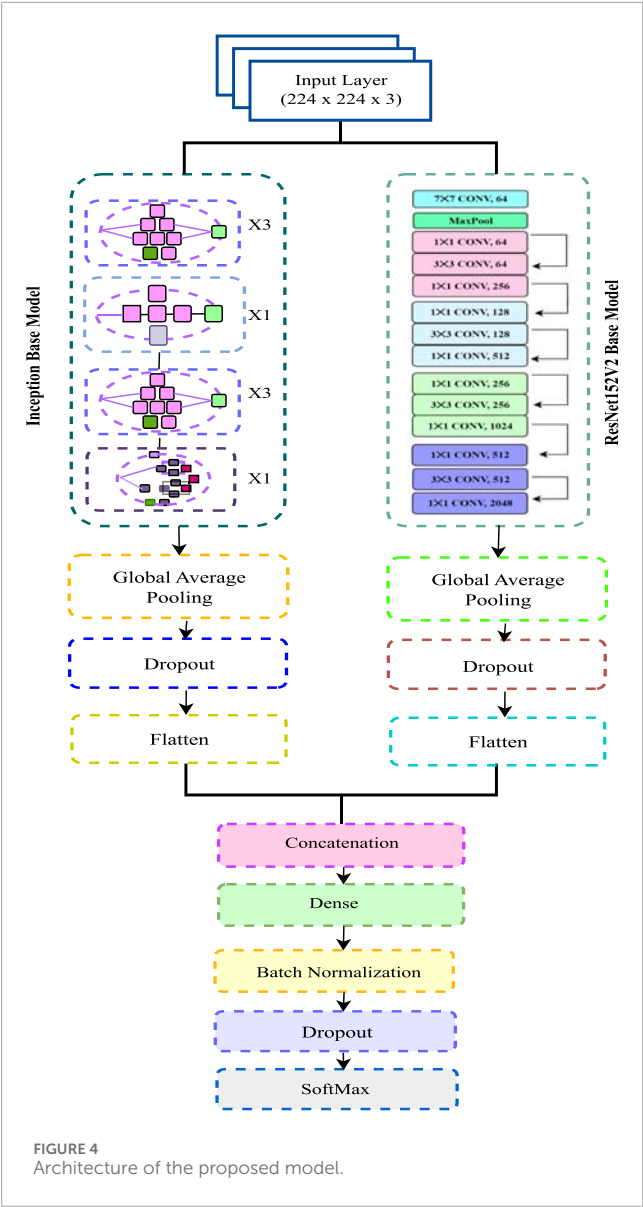 Input Layer
(224 x 224 x 3)
Inception Base Model
X3
X1
X3
X1
7X7 CONV, 64
MaxPool
1X1 CONV, 64
3X3 CONV, 64
1X1 CONV, 256
1X1 CONV, 128
3X3 CONV, 128
1X1 CONV, 512
1X1 CONV, 256
3X3 CONV, 256
1X1 CONV, 1024
1X1 CONV, 512
3X3 CONV, 512
1X1 CONV, 2048
ResNet152V2 Base Model
Global Average
Pooling
Dropout
Flatten
Global Average
Pooling
Dropout
Flatten
Concatenation
Dense
Batch Normalization
Dropout
SoftMax
FIGURE 4
Architecture of the proposed model.